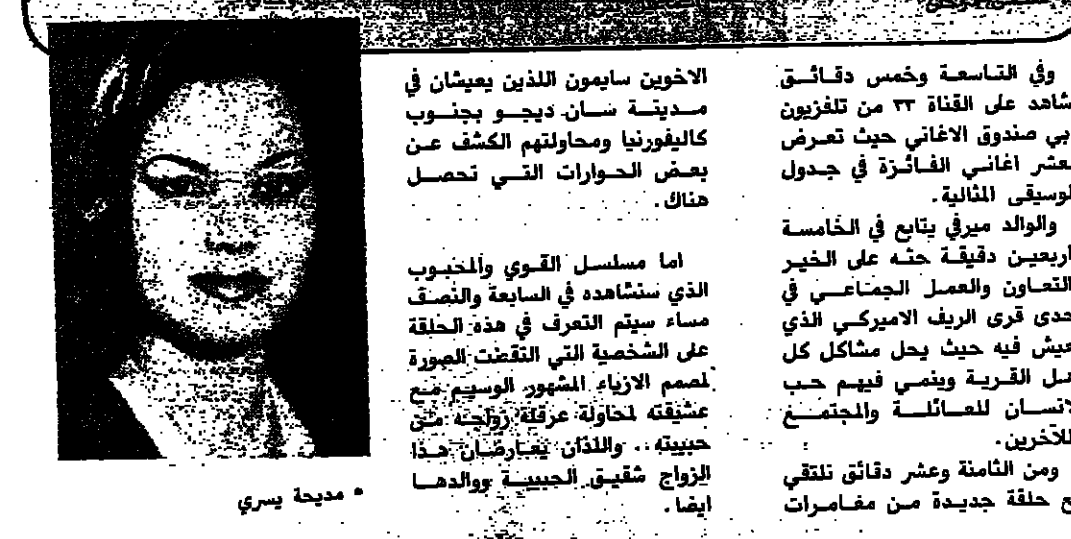 وفي التاسعة وخمس دقائق
شاهد على القناة ٣٣ من تلفزيون
بي صندوق الاغاني حيث تعرض
عشر اغاني الفائزة في جدول
لموسيقى المثالية.
والوالد ميرفي يتابع في الخامسة
أربعين دقيقة حثه على الخير
التعاون والعمل الجماعي في
حدى قرى الريف الاميركي الذي
عيش فيه حيث يحل مشاكل كل
هل القرية وينمي فيهم حب
لانسان للعائلة والمجتمع
للآخرين.
ومن الثامنة وعشر دقائق نلتقي
ع حلقة جديدة من مغامرات
الاخوين سايمون اللذين يعيشان في
مدينة سان ديجو بجنوب
كاليفورنيا ومحاولتهم الكشف عن
بعض الحوارات التي تحصل
هناك.
اما مسلسل القوي والمحبوب
الذي سنشاهده في السابعة والنصف
مساء سيتم التعرف في هذه الحلقة
على الشخصية التي التقطت الصورة
لمصمم الازياء المشهور الوسيم مع
عشيقته لمحاولة عرقلة زواجه من
حبيبته .. واللذان يعارضان هذا
الزواج شقيق الحبيبة ووالدها
ايضا.
* مديحة يسري